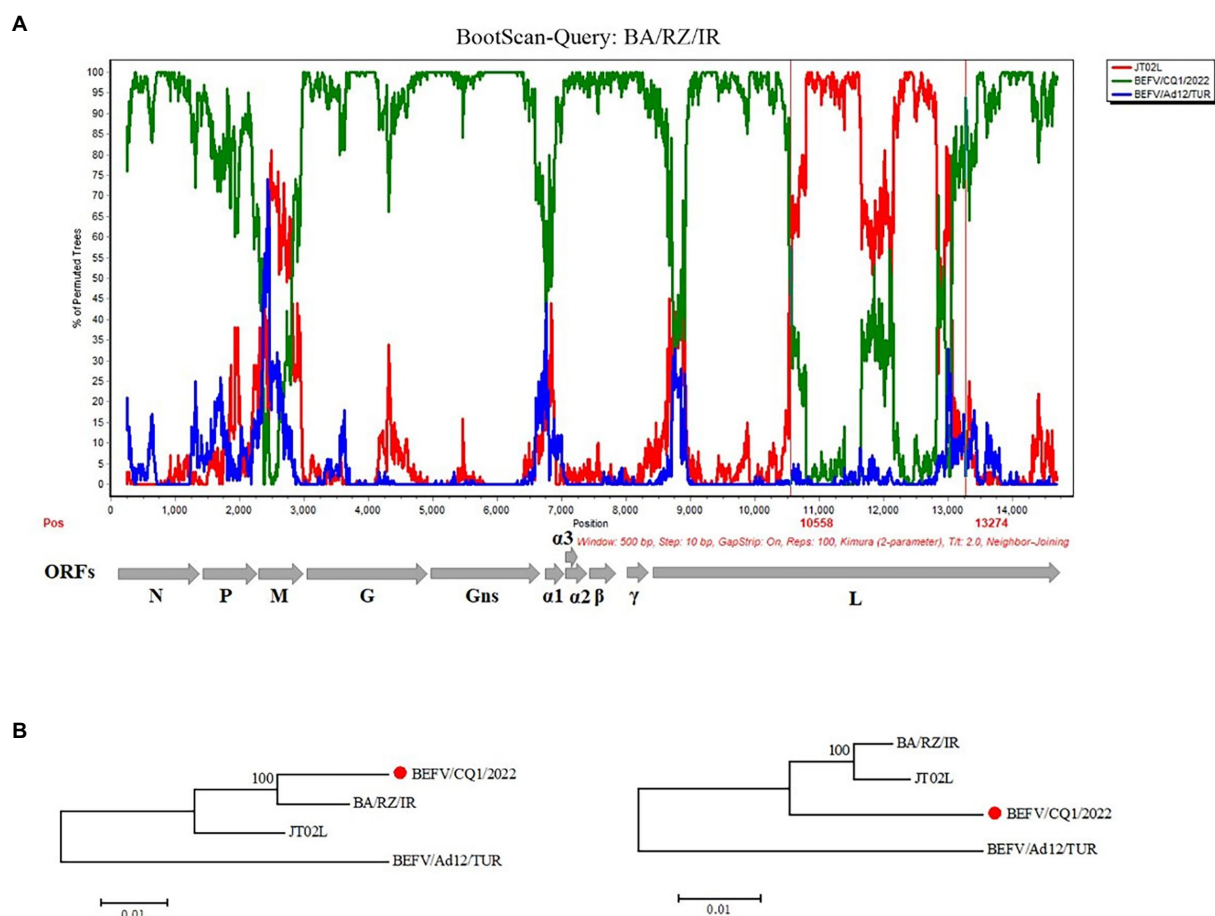 A
BootScan-Query: BA/RZ/IR
JT02L
BEFV/CQ1/2022
BEFV/Ad12/TUR
% of Permuted Trees
100
95
90
85
80
75
70
65
60
55
50
45
40
35
30
25
20
15
10
5
0
0 1,000 2,000 3,000 4,000 5,000 6,000 7,000 8,000 9,000 10,000 11,000 12,000 13,000 14,000
Pos Position 10558 13274
α3 Window: 500 bp, Step: 10 bp, GapStrip: On, Reps: 100, Kimura (2-parameter), T/t: 2.0, Neighbor-Joining
ORFs
N P M G Gns α1 α2 β γ L
B
100
BEFV/CQ1/2022
BA/RZ/IR
JT02L
BEFV/Ad12/TUR
0.01
100
BA/RZ/IR
JT02L
BEFV/CQ1/2022
BEFV/Ad12/TUR
0.01